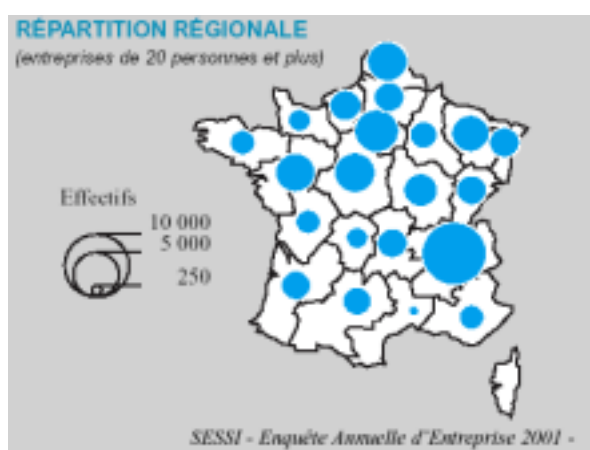 RÉPARTITION RÉGIONALE
(entreprises de 20 personnes et plus)
Effectifs
10 000
5 000
250
SESSI - Enquête Annuelle d'Entreprise 2001 -